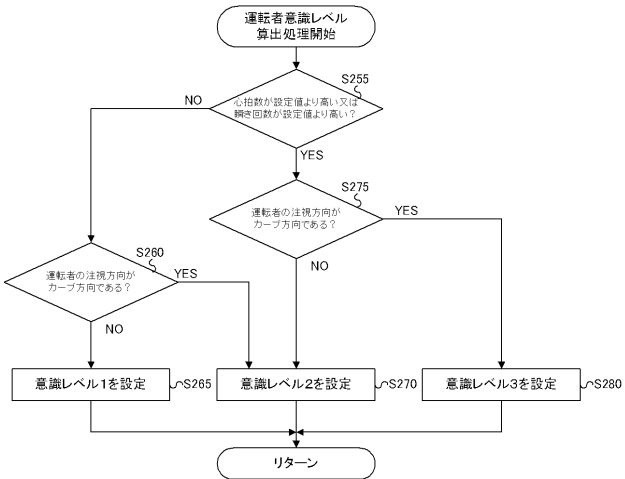 運転者意識レベル
算出処理開始
S255
心拍数が設定値より高い又は
瞬き回数が設定値より高い?
NO
YES
S275
運転者の注視方向が
カーブ方向である?
YES
NO
S260
運転者の注視方向が
カーブ方向である?
YES
NO
意識レベル1を設定
S265
意識レベル2を設定
S270
意識レベル3を設定
S280
リターン